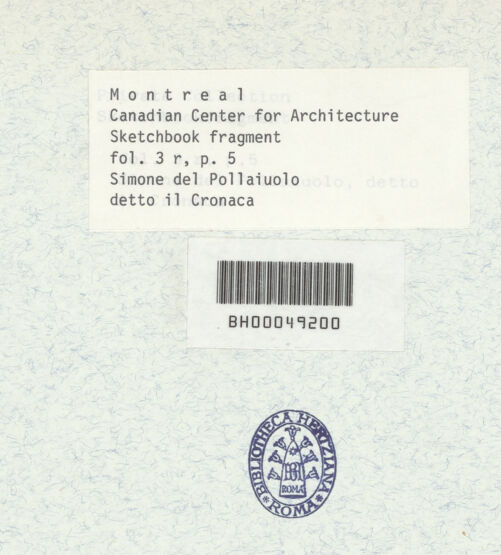 M o n t r e a l
Canadian Center for Architecture
Sketchbook fragment
fol. 3 r, p. 5
Simone del Pollaiuolo
detto il Cronaca
BH00049200
BIBLIOTHECA HERTZIANA
ROMA
ROMA